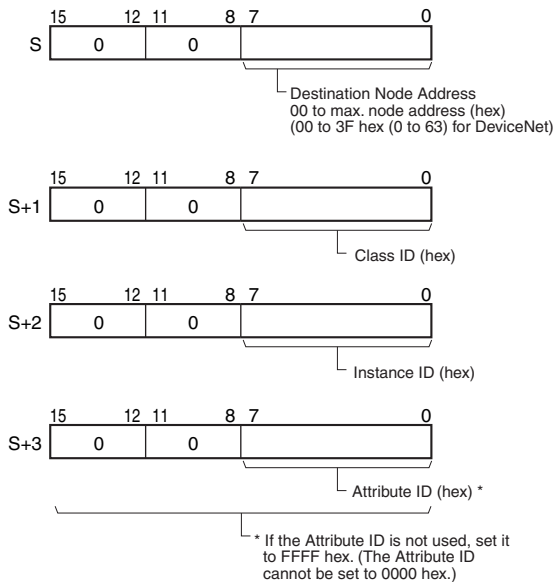 15 12 11 8 7 0
S 0 0
Destination Node Address
00 to max. node address (hex)
(00 to 3F hex (0 to 63) for DeviceNet)
15 12 11 8 7 0
S+1 0 0
Class ID (hex)
15 12 11 8 7 0
S+2 0 0
Instance ID (hex)
15 12 11 8 7 0
S+3 0 0
Attribute ID (hex) *
* If the Attribute ID is not used, set it
to FFFF hex. (The Attribute ID
cannot be set to 0000 hex.)